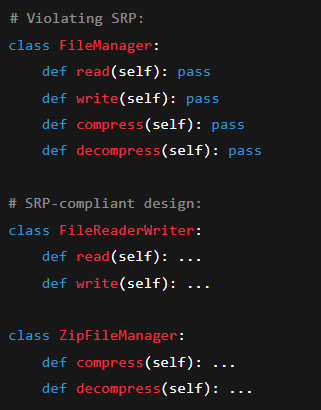 # Violating SRP:
class FileManager:
    def read(self): pass
    def write(self): pass
    def compress(self): pass
    def decompress(self): pass

# SRP-compliant design:
class FileReaderWriter:
    def read(self): ...
    def write(self): ...

class ZipFileManager:
    def compress(self): ...
    def decompress(self): ...